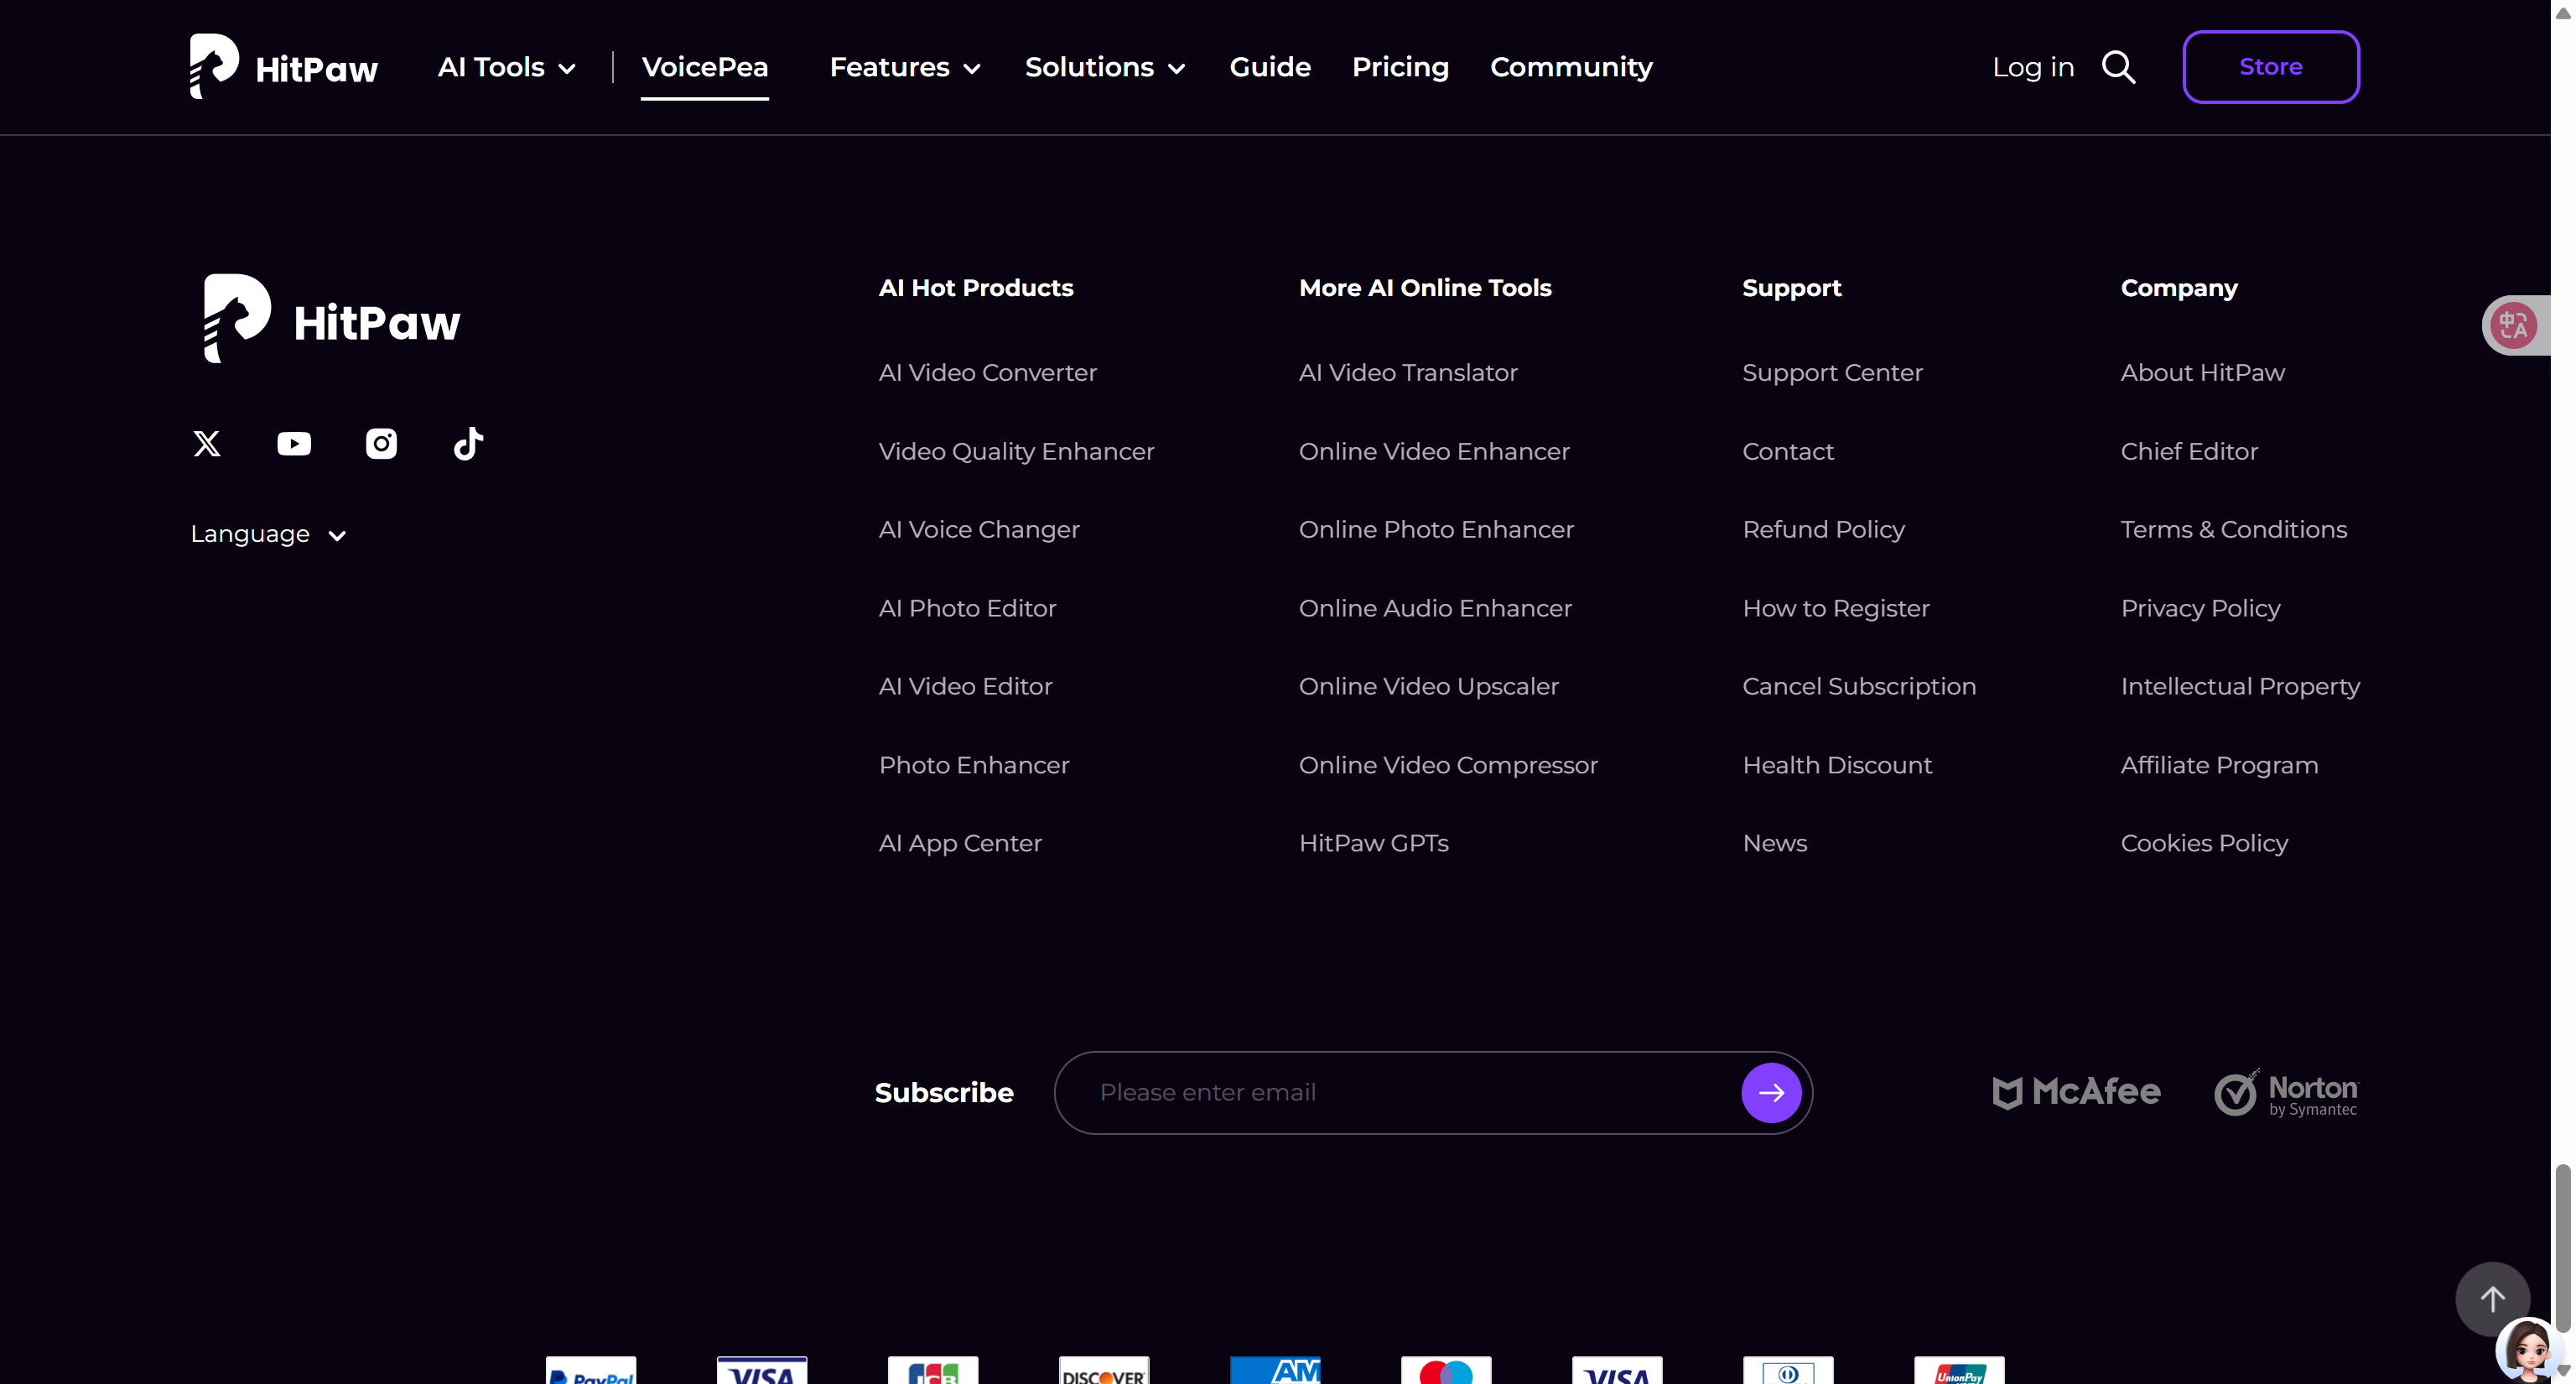 HitPaw
AI Tools
VoicePea
Features
Solutions
Guide
Pricing
Community
Log in
Store
HitPaw
Language
AI Hot Products
AI Video Converter
Video Quality Enhancer
AI Voice Changer
AI Photo Editor
AI Video Editor
Photo Enhancer
AI App Center
More AI Online Tools
AI Video Translator
Online Video Enhancer
Online Photo Enhancer
Online Audio Enhancer
Online Video Upscaler
Online Video Compressor
HitPaw GPTs
Support
Support Center
Contact
Refund Policy
How to Register
Cancel Subscription
Health Discount
News
Company
About HitPaw
Chief Editor
Terms & Conditions
Privacy Policy
Intellectual Property
Affiliate Program
Cookies Policy
中A
Subscribe
Please enter email
McAfee
Norton
by Symantec
PayPal
VISA
JCB
DISCOVER
AM
VISA
UnionPay